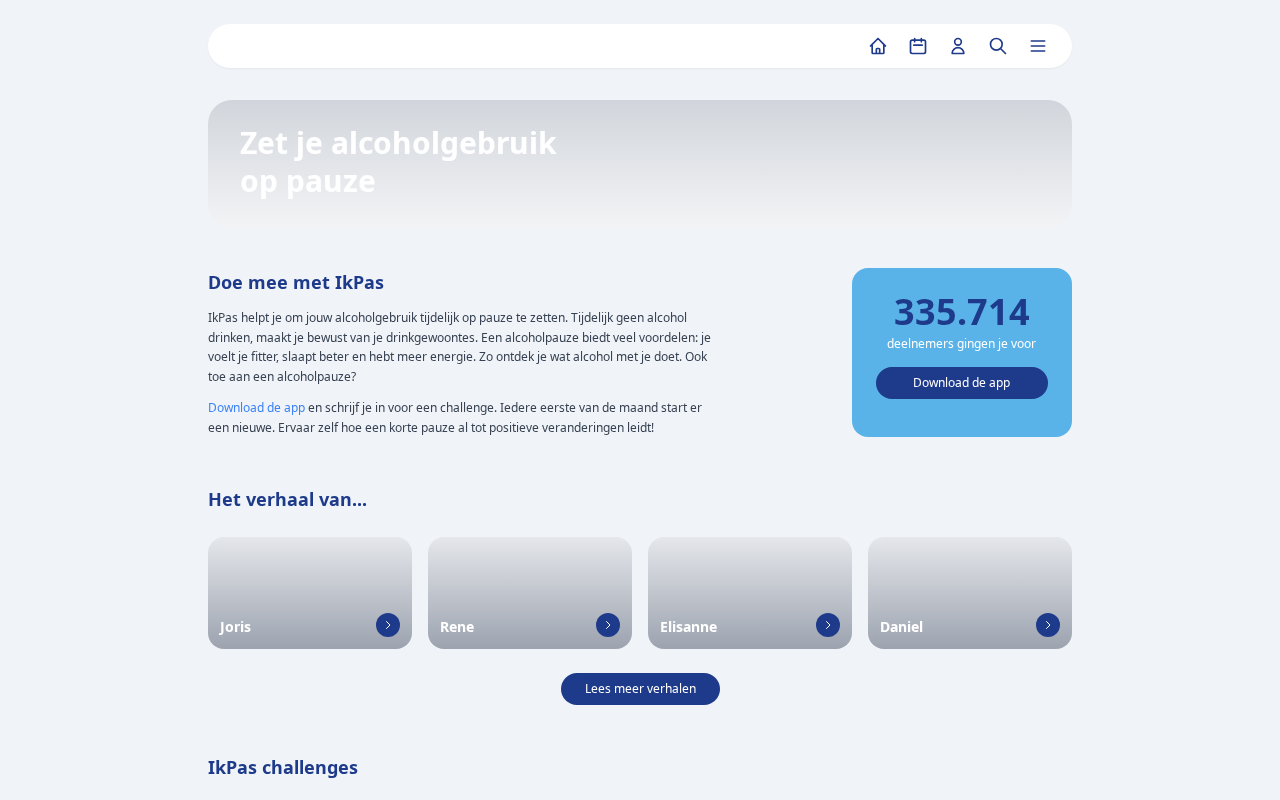 Zet je alcoholgebruik
op pauze
Doe mee met IkPas
IkPas helpt je om jouw alcoholgebruik tijdelijk op pauze te zetten. Tijdelijk geen alcohol
drinken, maakt je bewust van je drinkgewoontes. Een alcoholpauze biedt veel voordelen: je
voelt je fitter, slaapt beter en hebt meer energie. Zo ontdek je wat alcohol met je doet. Ook
toe aan een alcoholpauze?
Download de app en schrijf je in voor een challenge. Iedere eerste van de maand start er
een nieuwe. Ervaar zelf hoe een korte pauze al tot positieve veranderingen leidt!
335.714
deelnemers gingen je voor
Download de app
Het verhaal van...
Joris
Rene
Elisanne
Daniel
Lees meer verhalen
IkPas challenges